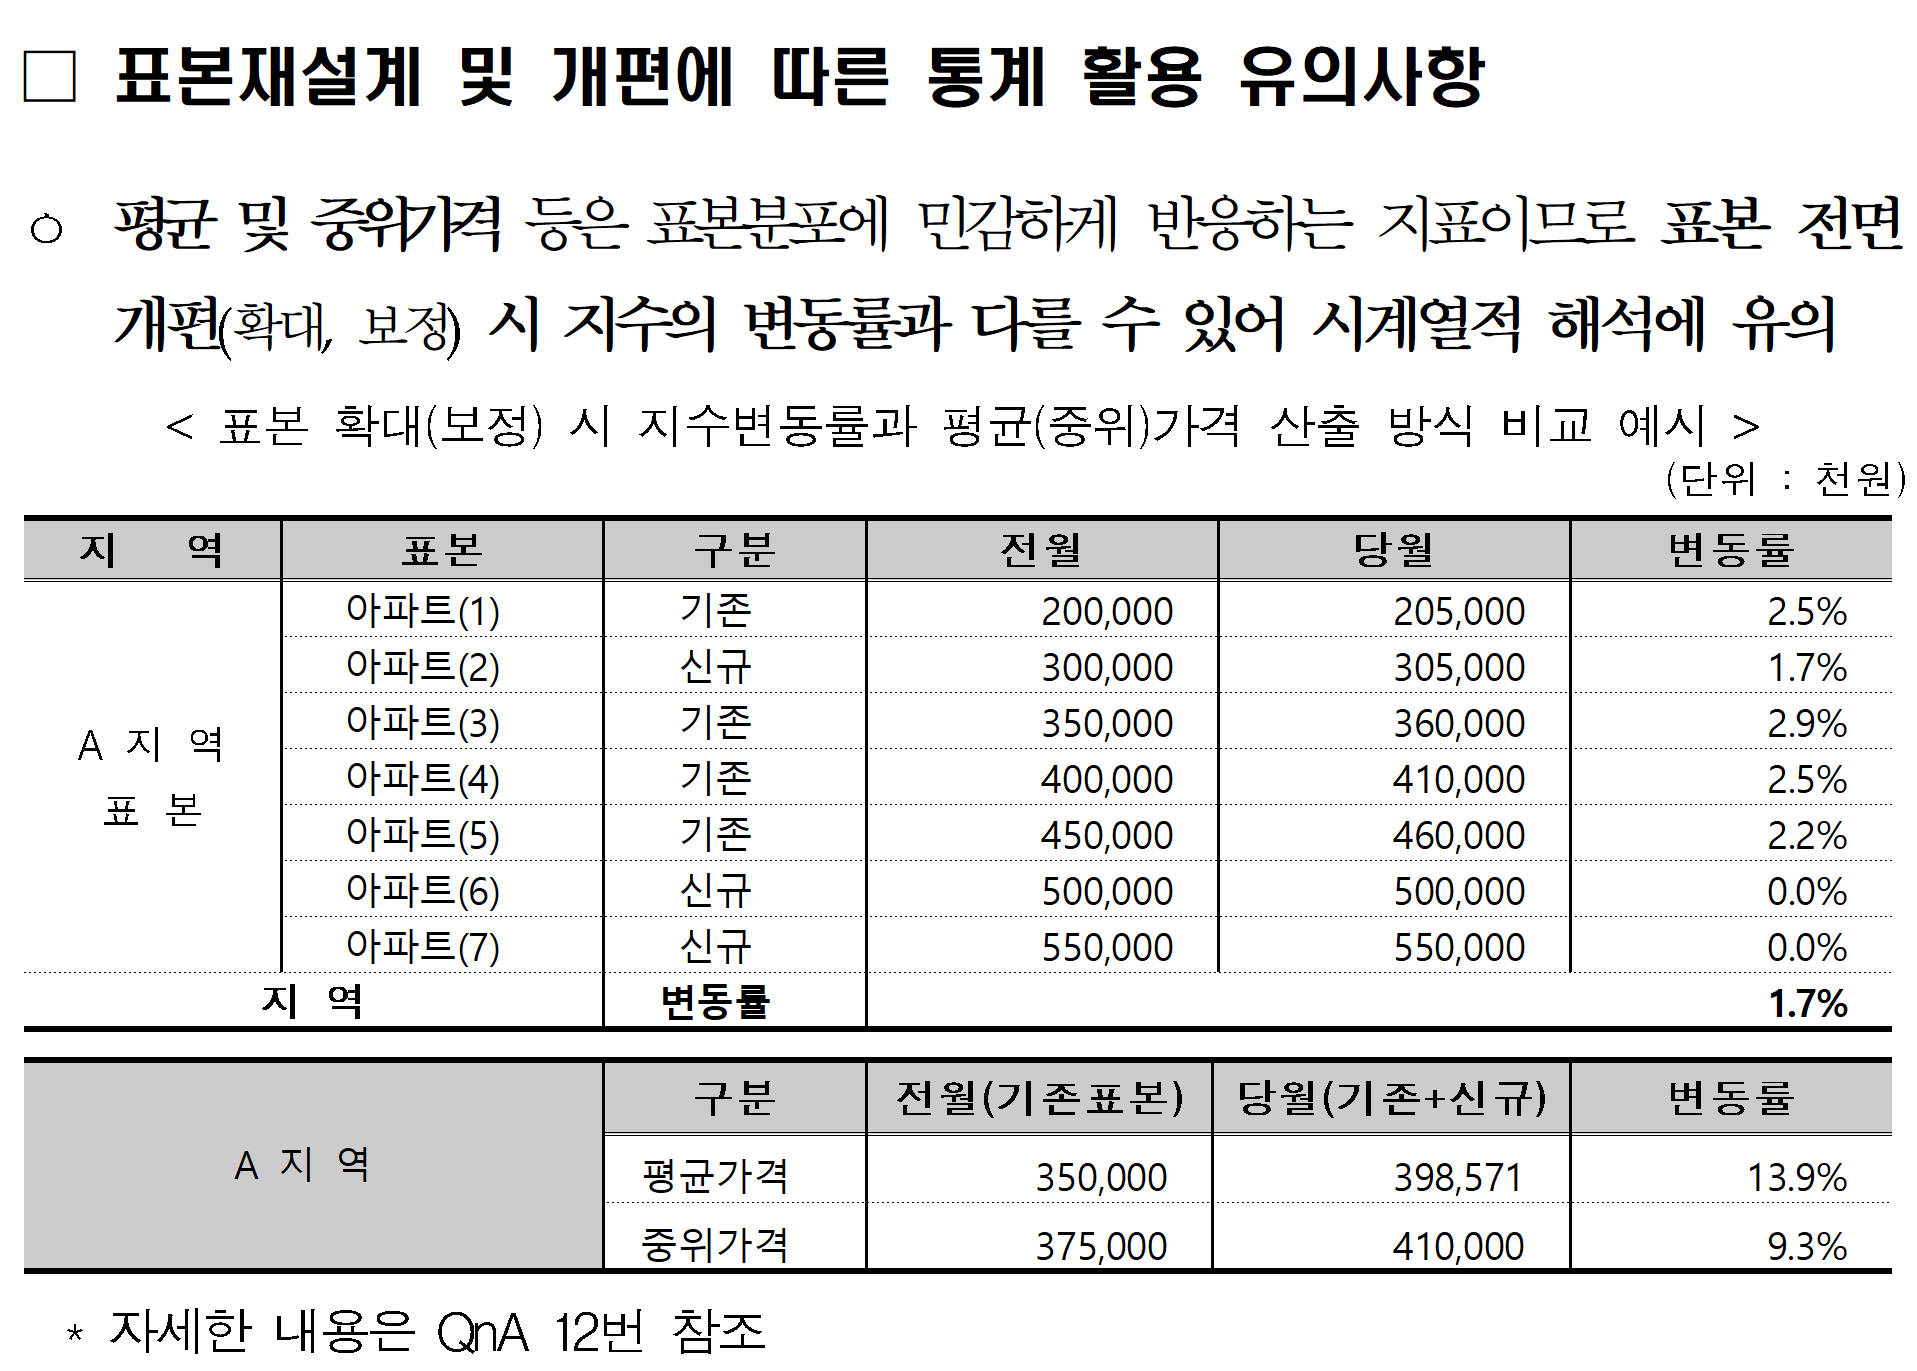 □ 표본재설계 및 개편에 따른 통계 활용 유의사항
○ 평균 및 중위가격 등은 표본분포에 민감하게 반응하는 지표이므로 표본 전면
개편(확대, 보정) 시 지수의 변동률과 다를 수 있어 시계열적 해석에 유의
< 표본 확대(보정) 시 지수변동률과 평균(중위)가격 산출 방식 비교 예시 >
(단위 : 천원)
지 역 표본 구분 전월 당월 변동률
아파트(1) 기존 200,000 205,000 2.5%
아파트(2) 신규 300,000 305,000 1.7%
아파트(3) 기존 350,000 360,000 2.9%
A 지 역
아파트(4) 기존 400,000 410,000 2.5%
표 본
아파트(5) 기존 450,000 460,000 2.2%
아파트(6) 신규 500,000 500,000 0.0%
아파트(7) 신규 550,000 550,000 0.0%
지 역 변동률 1.7%
구분 전월(기존표본) 당월(기존+신규) 변동률
A 지 역
평균가격 350,000 398,571 13.9%
중위가격 375,000 410,000 9.3%
* 자세한 내용은 QnA 12번 참조